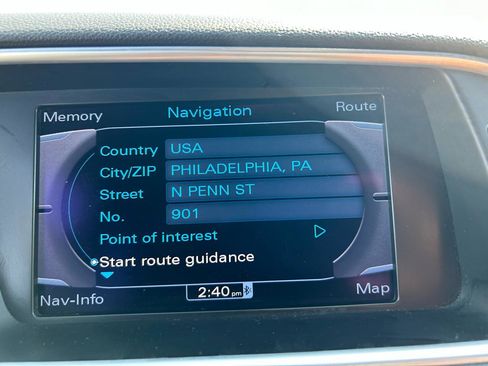 Memory Navigation Route
Country USA
City/ZIP PHILADELPHIA, PA
Street N PENN ST
No. 901
Point of interest
Start route guidance
Nav-Info 2:40 pm Map